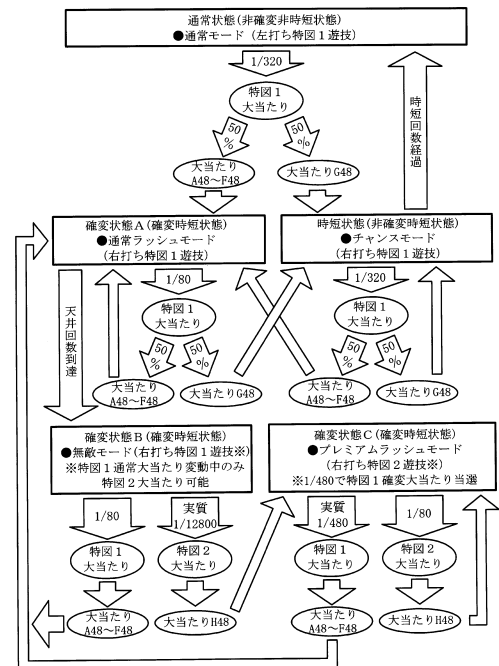 通常状態(非確変非時短状態)
●通常モード(左打ち特図1遊技)
1/320
特図1
大当たり
50%
50%
大当たり
A48～F48
大当たりG48
時短回数経過
確変状態A(確変時短状態)
●通常ラッシュモード
(右打ち特図1遊技)
時短状態(非確変時短状態)
●チャンスモード
(右打ち特図1遊技)
1/80
特図1
大当たり
50%
50%
大当たり
A48～F48
大当たりG48
1/320
特図1
大当たり
50%
50%
大当たり
A48～F48
大当たりG48
天井回数到達
確変状態B(確変時短状態)
●無敵モード(右打ち特図1遊技※)
※特図1通常大当たり変動中のみ
特図2大当たり可能
確変状態C(確変時短状態)
●プレミアムラッシュモード
(右打ち特図2遊技※)
※1/480で特図1確変大当たり当選
1/80
特図1
大当たり
大当たり
A48～F48
実質
1/12800
特図2
大当たり
大当たりH48
実質
1/480
特図1
大当たり
大当たり
A48～F48
1/80
特図2
大当たり
大当たりH48